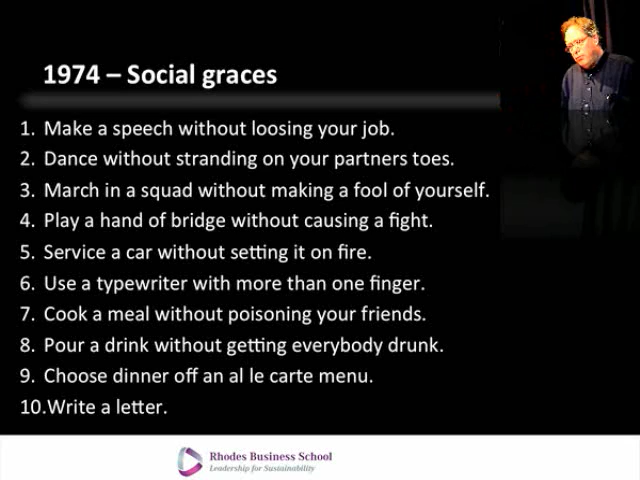 1974 – Social graces
1. Make a speech without loosing your job.
2. Dance without stranding on your partners toes.
3. March in a squad without making a fool of yourself.
4. Play a hand of bridge without causing a fight.
5. Service a car without setting it on fire.
6. Use a typewriter with more than one finger.
7. Cook a meal without poisoning your friends.
8. Pour a drink without getting everybody drunk.
9. Choose dinner off an al le carte menu.
10.Write a letter.
Rhodes Business School
Leadership for Sustainability